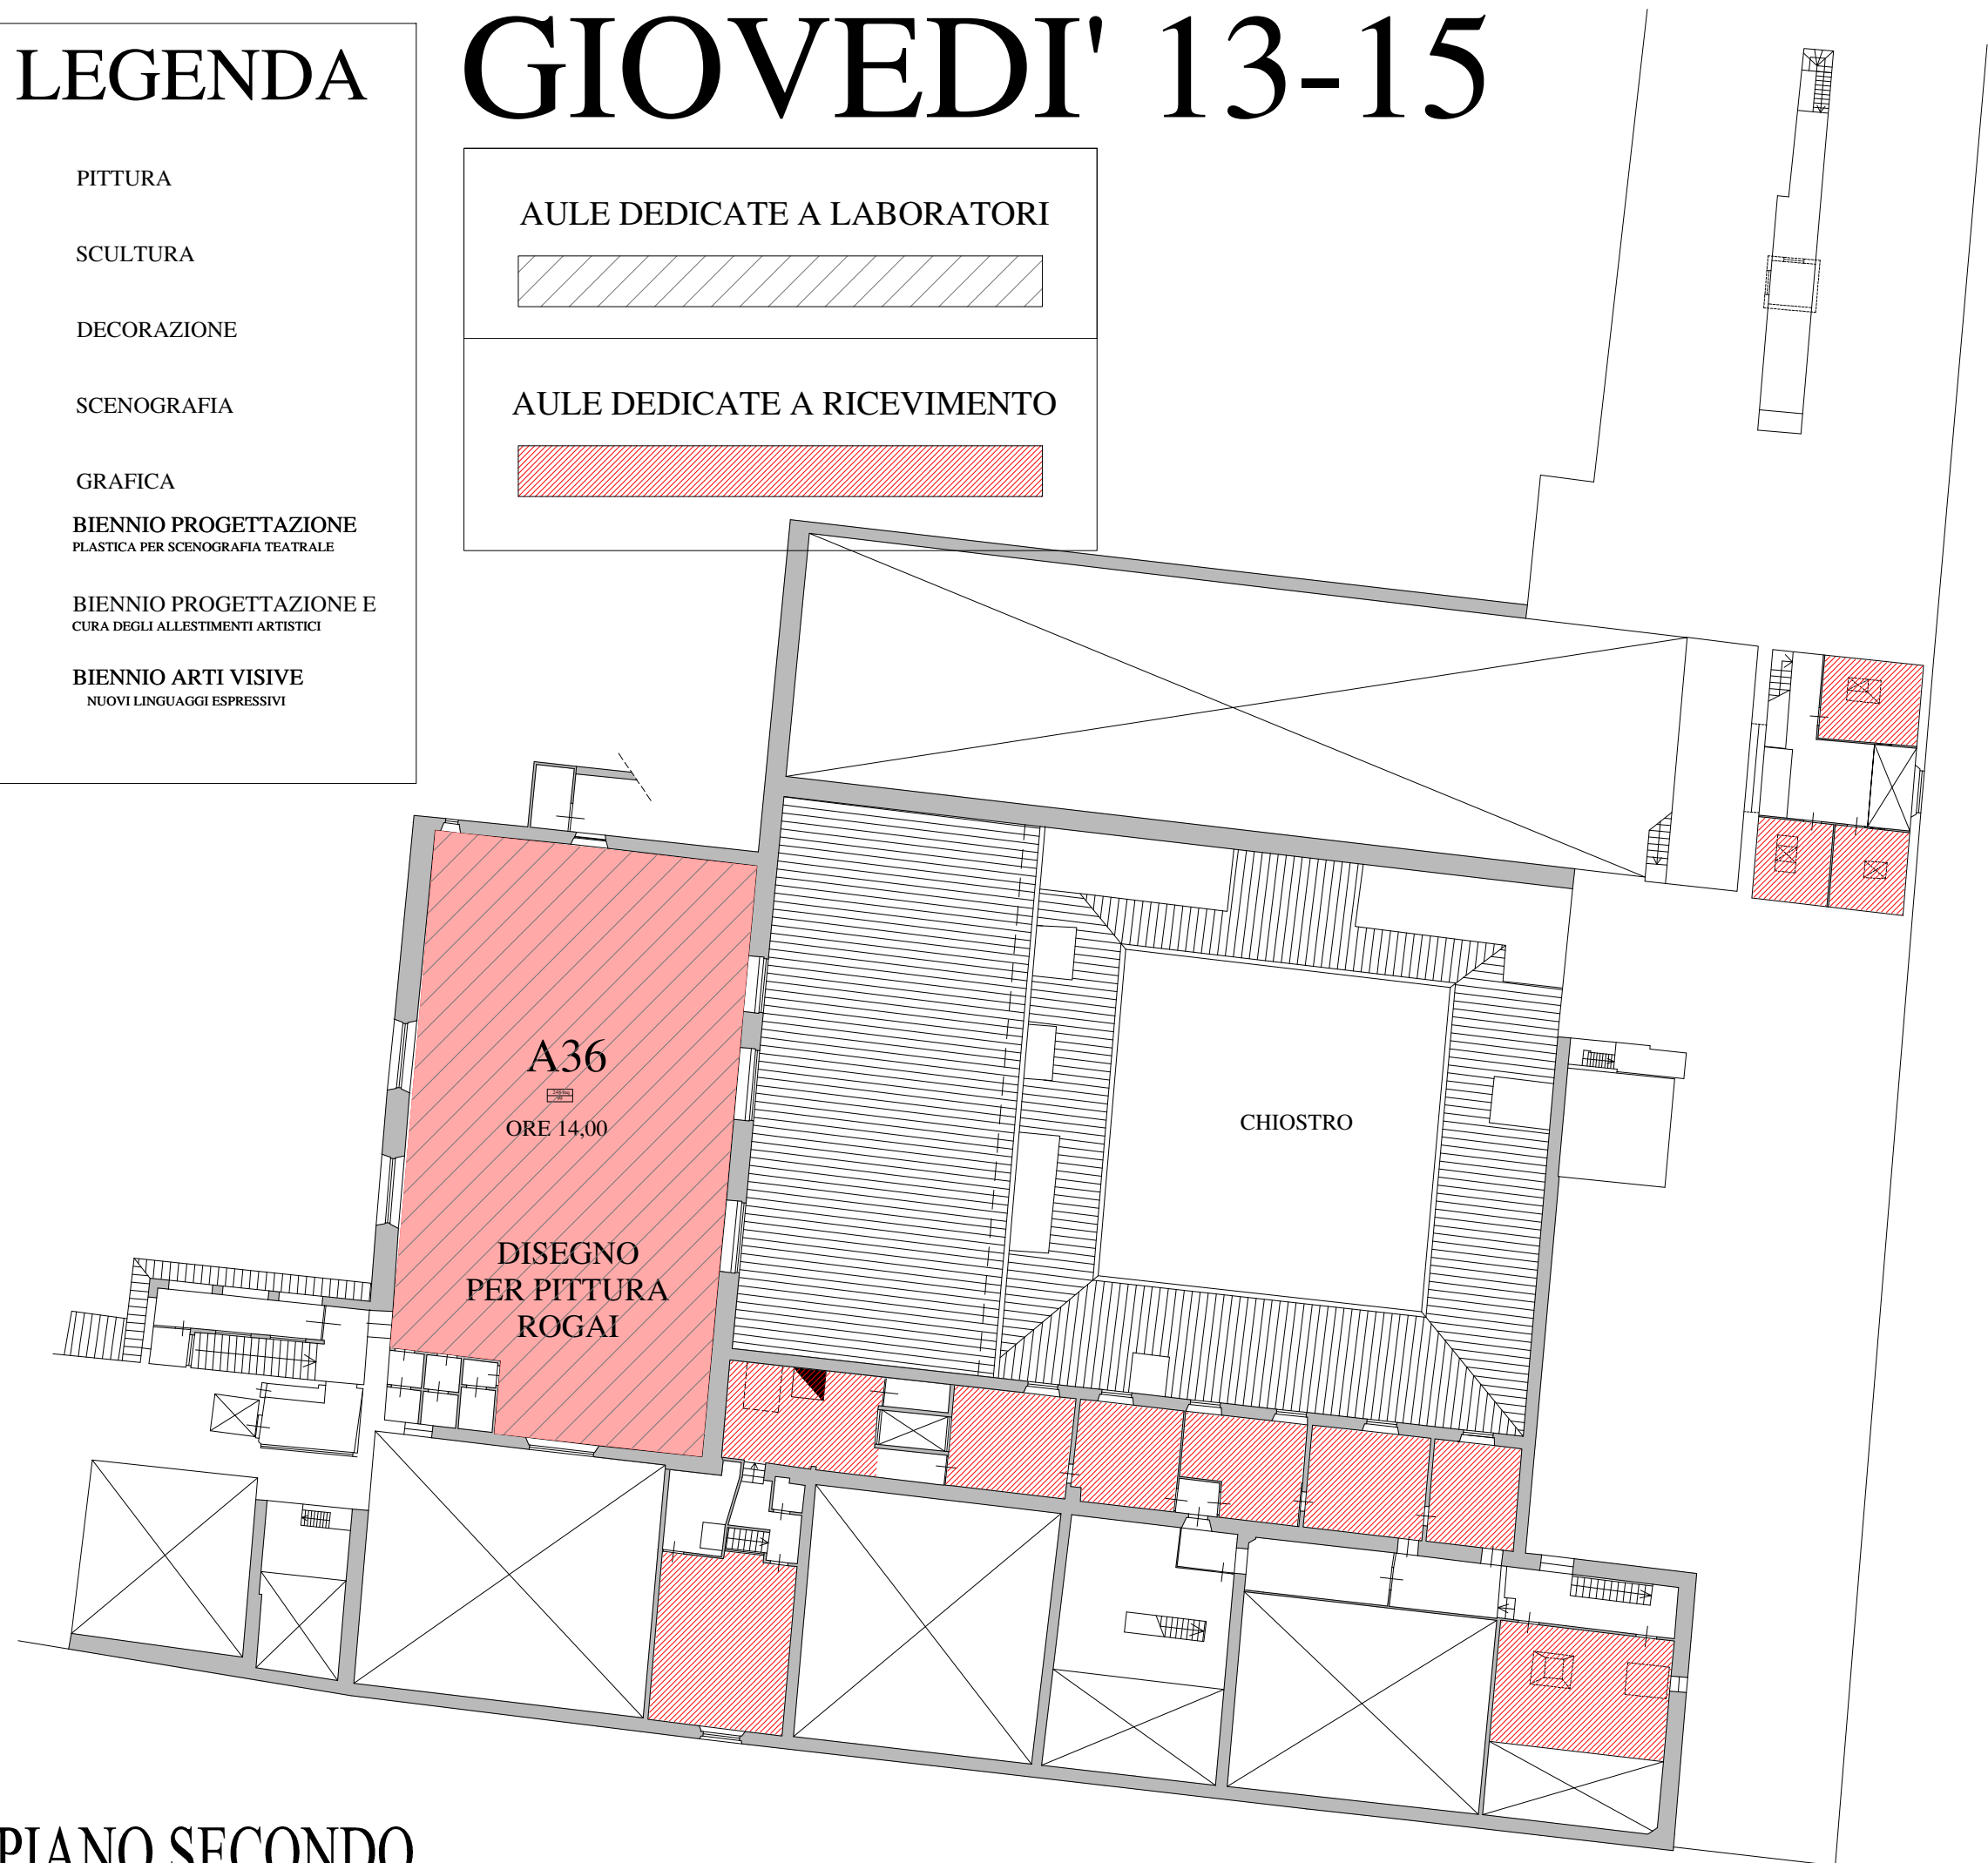 LEGENDA
GIOVEDI' 13-15
PITTURA
SCULTURA
DECORAZIONE
SCENOGRAFIA
GRAFICA
BIENNIO PROGETTAZIONE
PLASTICA PER SCENOGRAFIA TEATRALE
BIENNIO PROGETTAZIONE E
CURA DEGLI ALLESTIMENTI ARTISTICI
BIENNIO ARTI VISIVE
NUOVI LINGUAGGI ESPRESSIVI
AULE DEDICATE A LABORATORI
AULE DEDICATE A RICEVIMENTO
A36
ORE 14,00
DISEGNO
PER PITTURA
ROGAI
CHIOSTRO
PIANO SECONDO